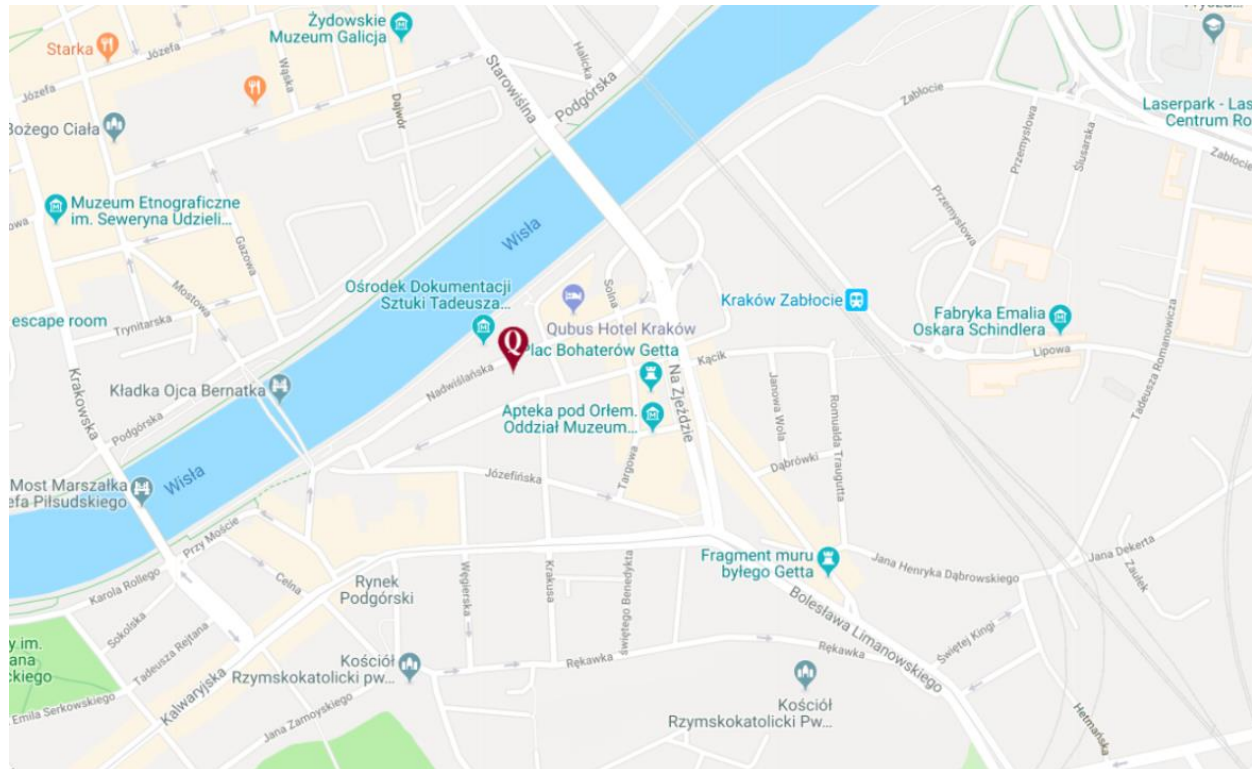 Żydowskie
Muzeum Galicja
Starka
Józefa
Józefa
Wąska
Dajwór
Halicka
Podgórska
Starowiślna
Bożego Ciała
Zabłocie
Laserpark - Las
Centrum Ro
Zabłocie
Przemysłowa
Ślusarska
Przemysłowa
Muzeum Etnograficzne
im. Seweryna Udzieli...
owa
Gazowa
Mostowa
Wisła
Ośrodek Dokumentacji
Sztuki Tadeusza...
Solna
Qubus Hotel Kraków
Kraków Zabłocie
Fabryka Emalia
Oskara Schindlera
Lipowa
Tadeusza Romanowicza
escape room
Trynitarska
Q
Plac Bohaterów Getta
Nadwiślańska
Na Zjeździe
Kącik
Krakowska
Kładka Ojca Bernatka
Podgórska
Apteka pod Orłem.
Oddział Muzeum...
Janowa Wola
Romualda Traugutta
Dąbrówki
Targowa
Józefińska
Most Marszałka
efa Piłsudskiego
Wisła
Przy Moście
Karola Rollego
Celna
Rynek
Podgórski
Węgierska
Krakusa
świętego Benedykta
Fragment muru
byłego Getta
Jana Henryka Dąbrowskiego
Jana Dekerta
Zaułek
Bolesława Limanowskiego
Sokolska
Tadeusza Rejtana
Kalwaryjska
Kościół
Rzymskokatolicki pw...
Rękawka
Rękawka
Świętej Kingi
Kościół
Rzymskokatolicki Pw...
y im.
ana
ckiego
Emila Serkowskiego
Jana Zamoyskiego
Hetmańska